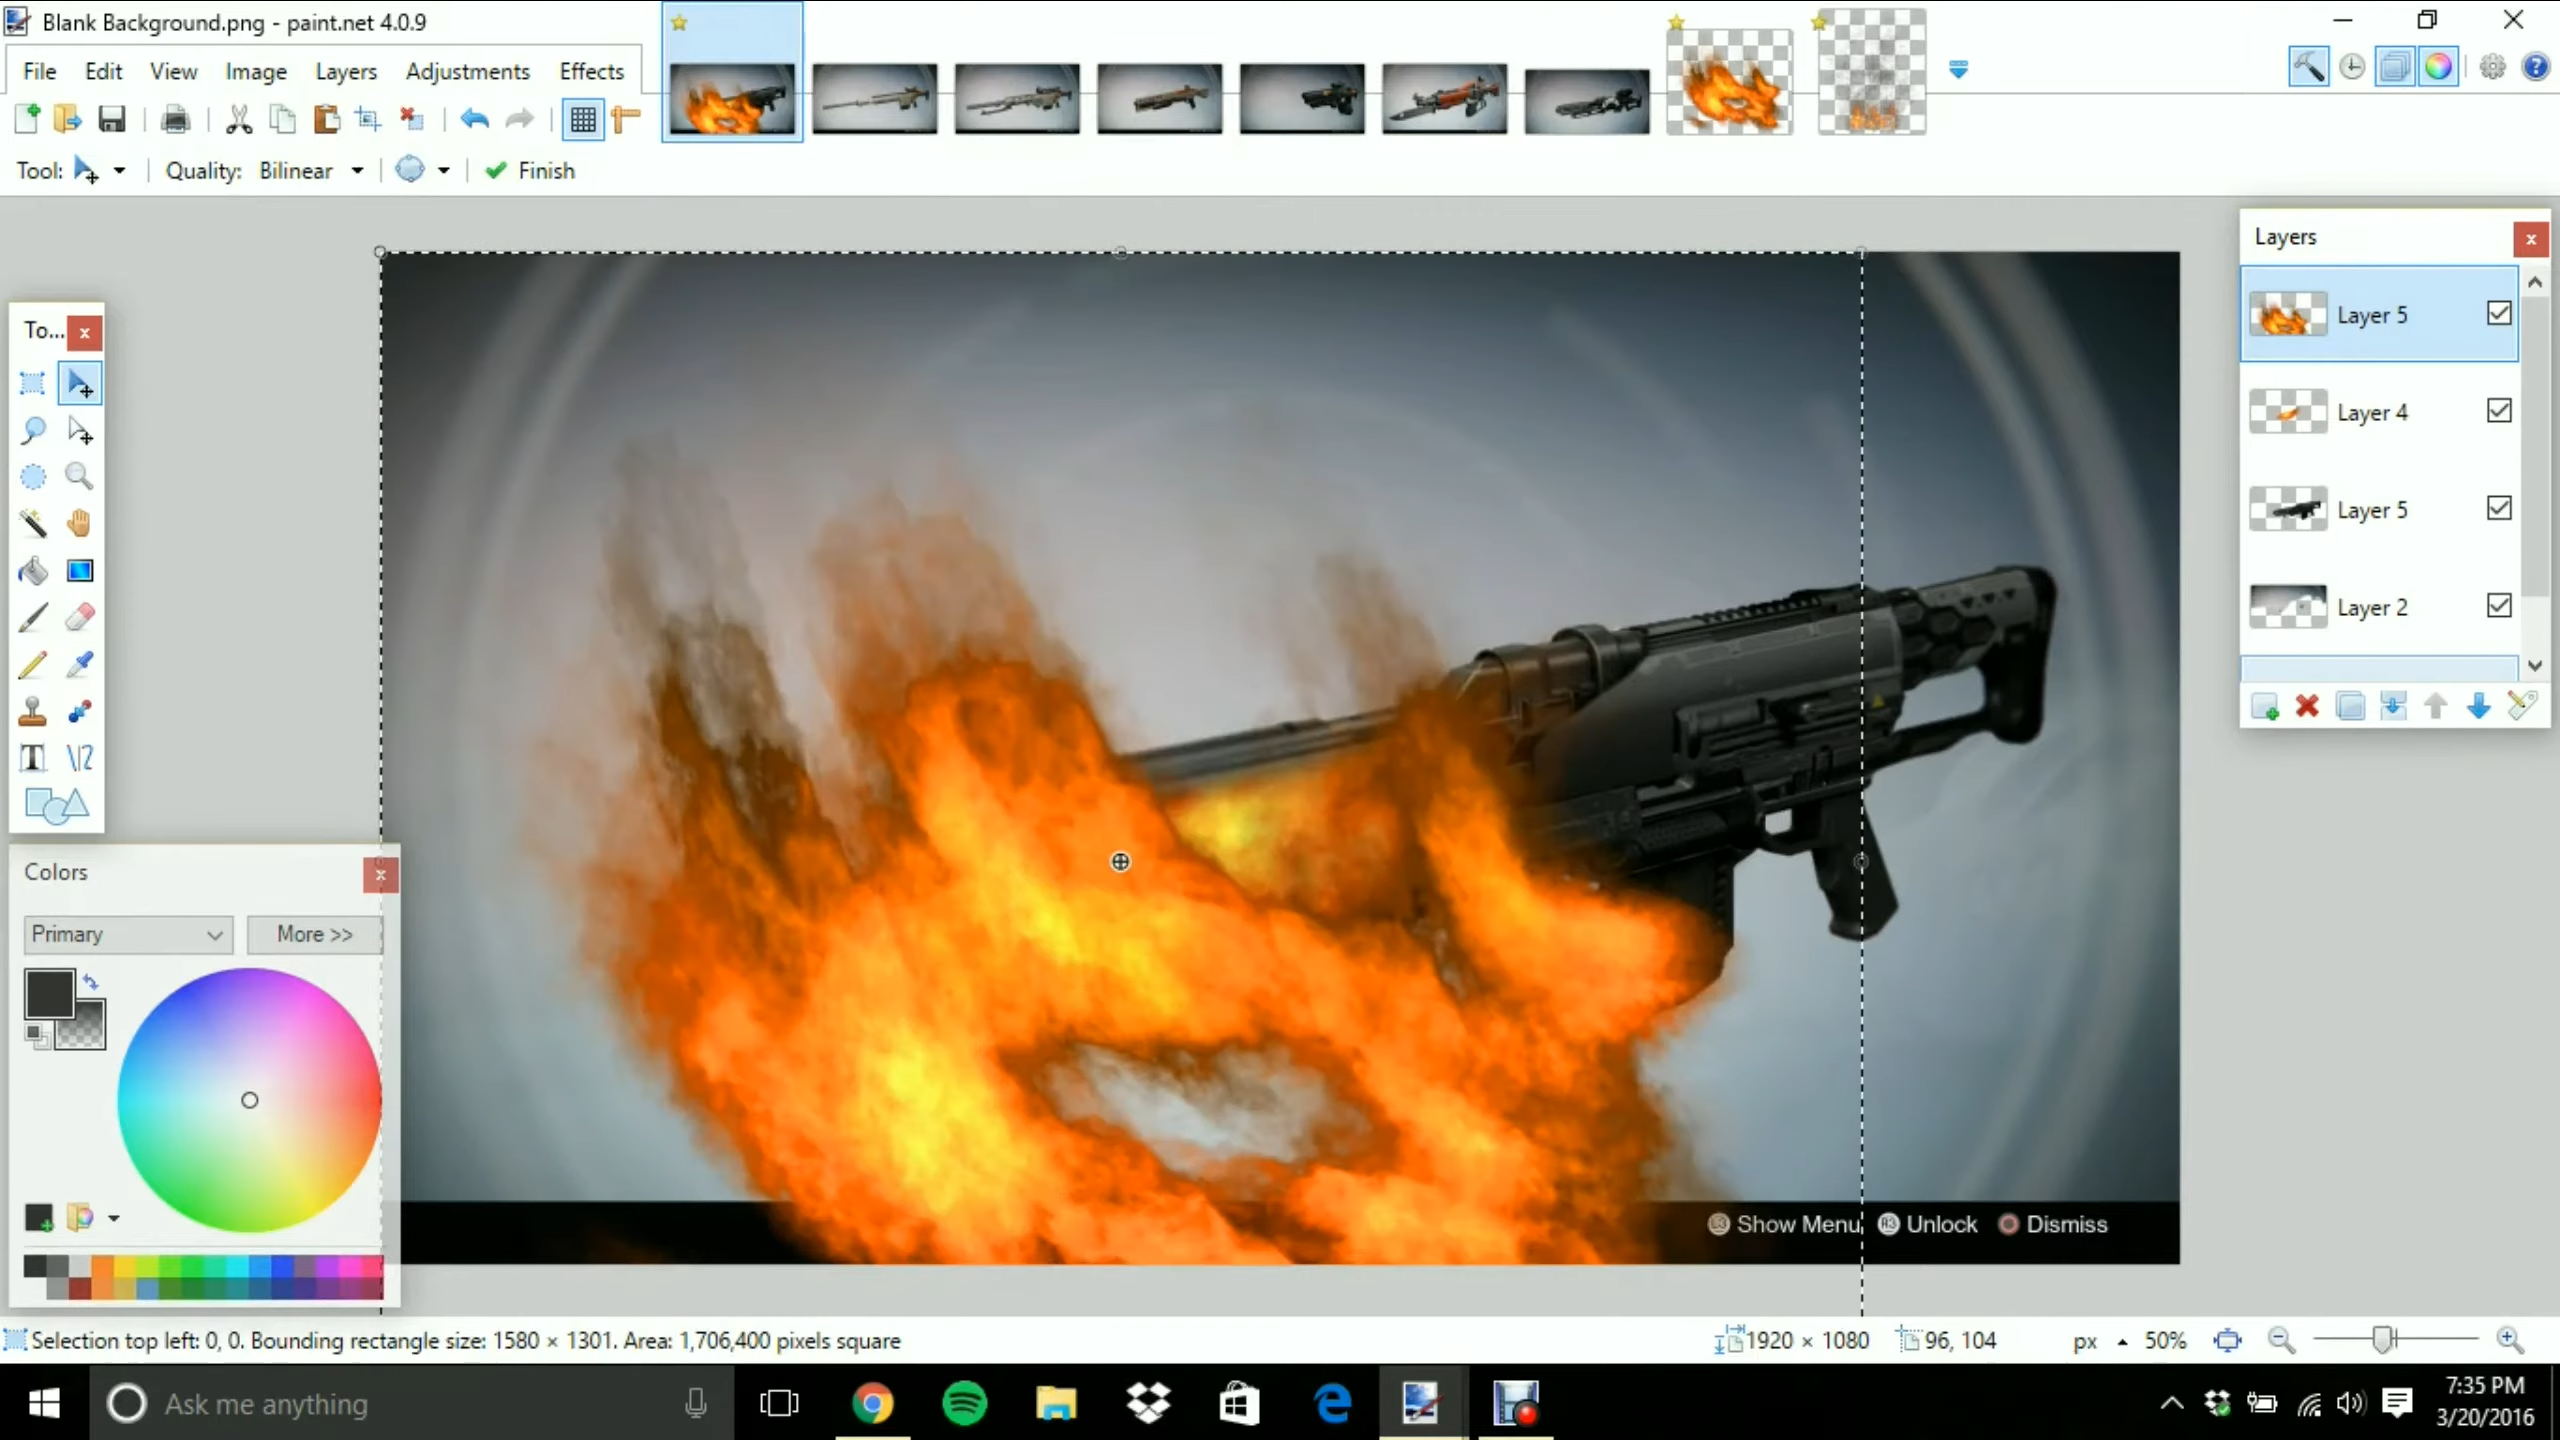 Blank Background.png - paint.net 4.0.9
File Edit View Image Layers Adjustments Effects
Tool: Quality: Bilinear Finish
To...
Layers
Layer 5
Layer 4
Layer 5
Layer 2
Colors
Primary More >>
Show Menu R3 Unlock Dismiss
Selection top left: 0, 0. Bounding rectangle size: 1580 × 1301. Area: 1,706,400 pixels square 1920 × 1080 96, 104 px 50%
Ask me anything
7:35 PM
3/20/2016